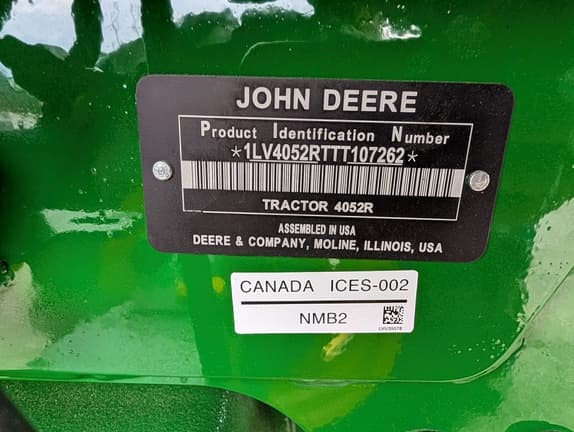 JOHN DEERE
Product Identification Number
*1LV4052RTTT107262*
TRACTOR 4052R
ASSEMBLED IN USA
DEERE & COMPANY, MOLINE, ILLINOIS, USA
CANADA ICES-002
NMB2